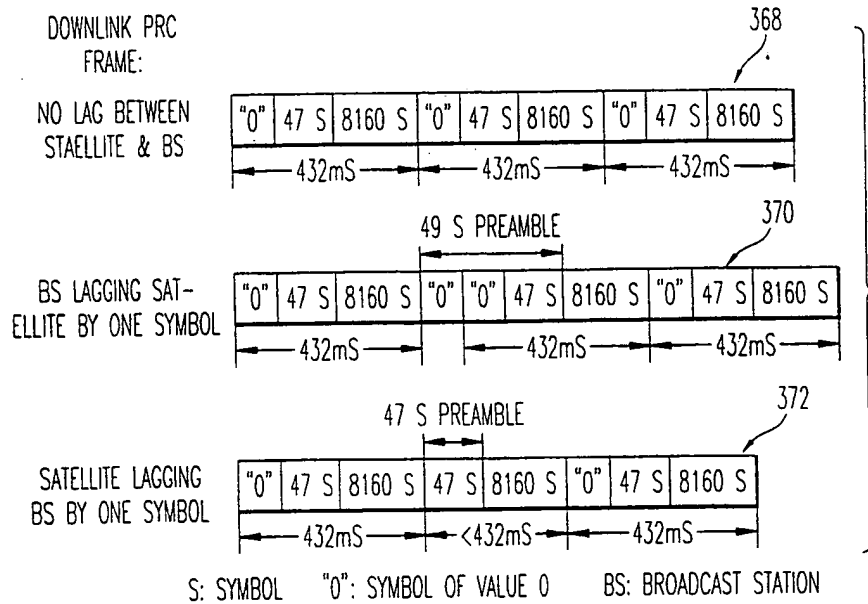 DOWNLINK PRC
FRAME:
368
NO LAG BETWEEN
STAELLITE & BS
"0" 47 S 8160 S "0" 47 S 8160 S "0" 47 S 8160 S
432mS 432mS 432mS
49 S PREAMBLE
370
BS LAGGING SAT-
ELLITE BY ONE SYMBOL
"0" 47 S 8160 S "0" "0" 47 S 8160 S "0" 47 S 8160 S
432mS 432mS 432mS
47 S PREAMBLE
372
SATELLITE LAGGING
BS BY ONE SYMBOL
"0" 47 S 8160 S 47 S 8160 S "0" 47 S 8160 S
432mS <432mS 432mS
S: SYMBOL "0": SYMBOL OF VALUE 0 BS: BROADCAST STATION